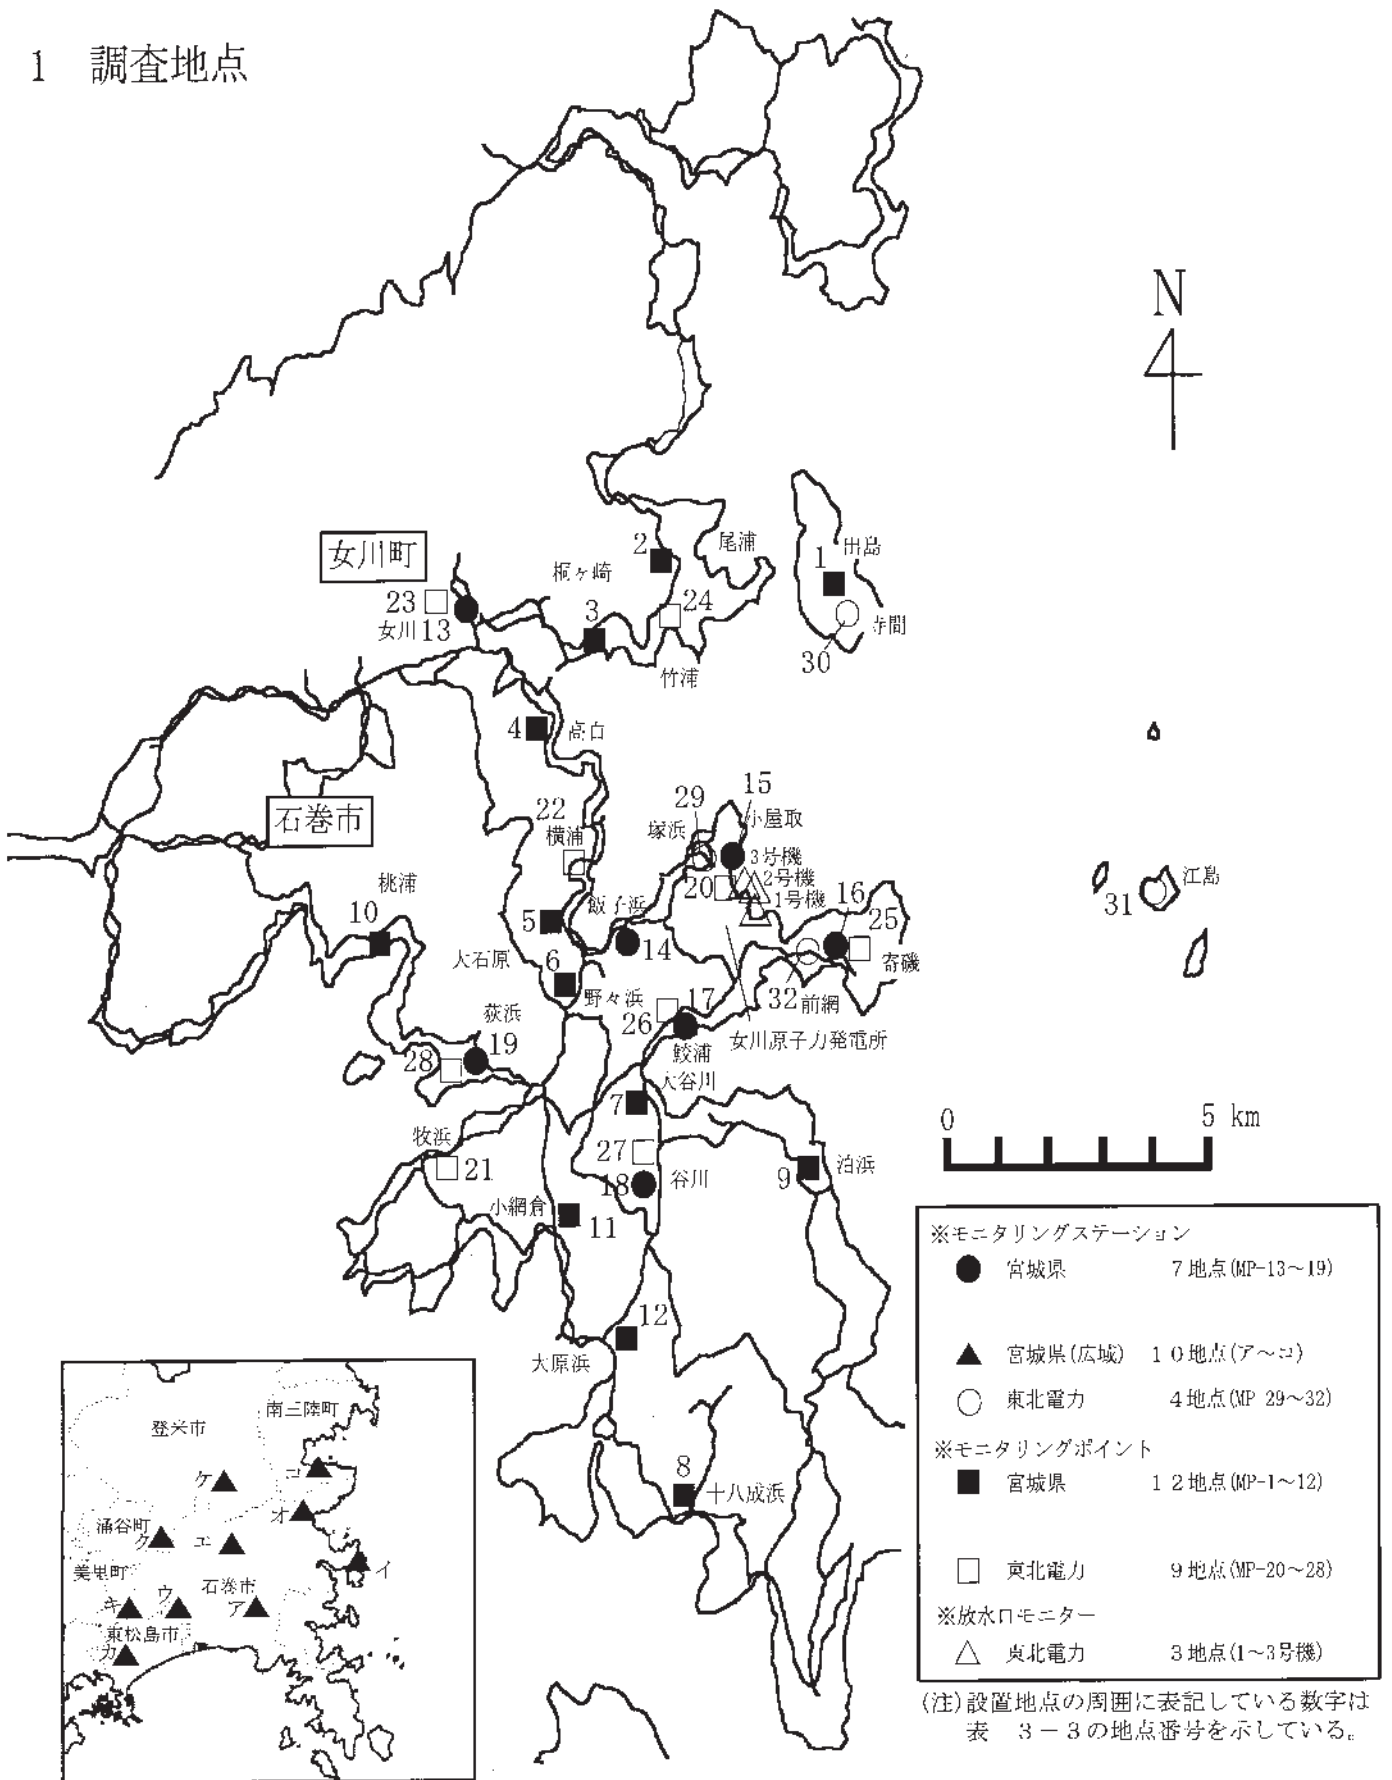 1 調査地点
N
女川町
2
尾浦
出島
1
桐ヶ崎
23
女川 13
3
24
寺間
30
竹浦
4
高白
石巻市
22
横浦
29
15
塚浜
小屋取
3号機
2号機
1号機
20
16
25
31
江島
桃浦
10
飯子浜
5
14
寄磯
大石原
6
野々浜
17
32
前網
26
荻浜
鮫浦
女川原子力発電所
19
28
大谷川
7
0
5 km
牧浜
21
27
18
谷川
9
泊浜
小網倉
11
12
大原浜
8
十八成浜
※モニタリングステーション
宮城県 7地点(MP-13～19)
宮城県(広域) 10地点(ア～コ)
東北電力 4地点(MP 29～32)
※モニタリングポイント
宮城県 12地点(MP-1～12)
東北電力 9地点(MP-20～28)
※放水口モニター
東北電力 3地点(1～3号機)
(注)設置地点の周囲に表記している数字は
表 3－3の地点番号を示している。
南三陸町
登米市
ケ
コ
オ
涌谷町
ク
エ
イ
美里町
石巻市
キ
ウ
ア
東松島市
カ